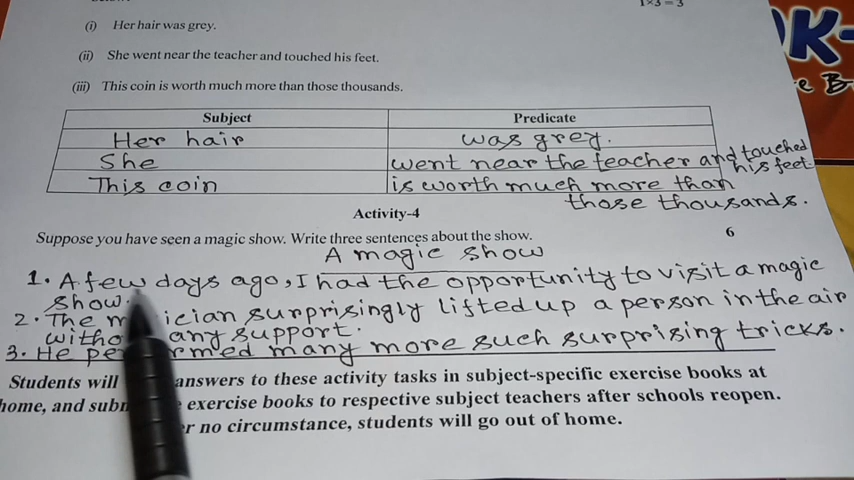 1×3=3
(i) Her hair was grey.
(ii) She went near the teacher and touched his feet.
(iii) This coin is worth much more than those thousands.
Subject Predicate
Her hair was grey.
She went near the teacher and touched
his feet.
This coin is worth much more than
those thousands.
Activity-4
Suppose you have seen a magic show. Write three sentences about the show. 6
A magic show
1. A few days ago, I had the opportunity to visit a magic
show.
2. The m ician surprisingly lifted up a person in the air
witho any support.
3. He pe rmed many more such surprising tricks.
Students will answers to these activity tasks in subject-specific exercise books at
home, and subm exercise books to respective subject teachers after schools reopen.
r no circumstance, students will go out of home.
OK-
e B